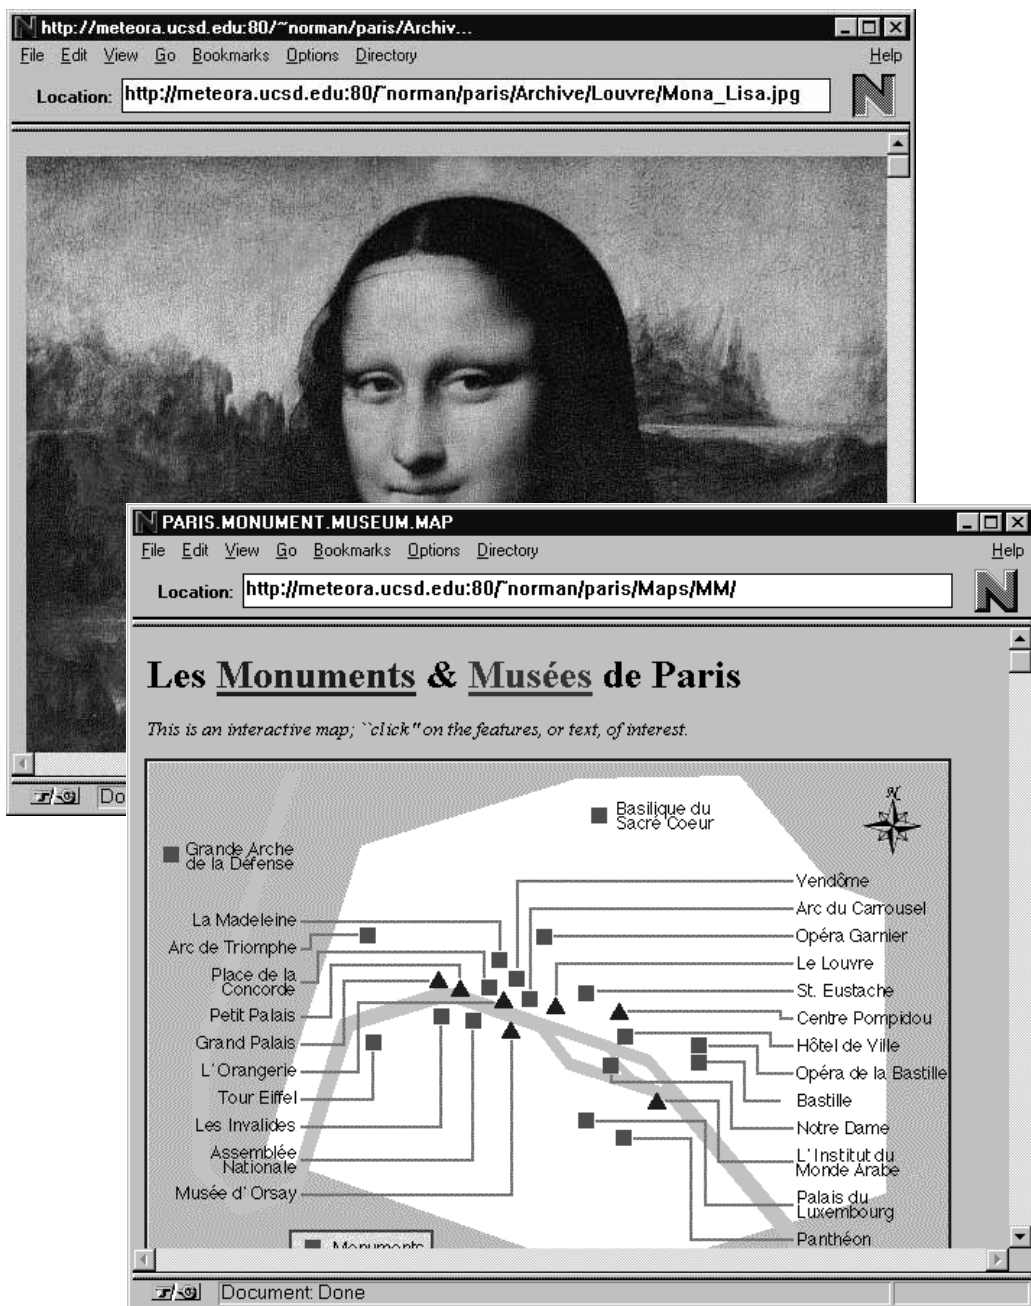 http://meteora.ucsd.edu:80/~norman/paris/Archiv...
File Edit View Go Bookmarks Options Directory Help
Location: http://meteora.ucsd.edu:80/~norman/paris/Archive/Louvre/Mona_Lisa.jpg
Do
PARIS.MONUMENT.MUSEUM.MAP
File Edit View Go Bookmarks Options Directory Help
Location: http://meteora.ucsd.edu:80/~norman/paris/Maps/MM/
Les Monuments & Musées de Paris
This is an interactive map; ``click'' on the features, or text, of interest.
N
Basilique du
Sacré Coeur
Grande Arche
de la Défense
La Madeleine
Arc de Triomphe
Place de la
Concorde
Petit Palais
Grand Palais
L'Orangerie
Tour Eiffel
Les Invalides
Assemblée
Nationale
Musée d'Orsay
Vendôme
Arc du Carrousel
Opéra Garnier
Le Louvre
St. Eustache
Centre Pompidou
Hôtel de Ville
Opéra de la Bastille
Bastille
Notre Dame
L'Institut du
Monde Arabe
Palais du
Luxembourg
Panthéon
Monuments
Document: Done